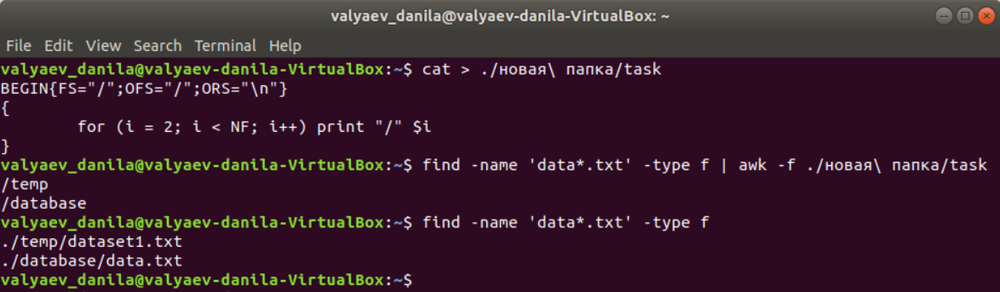 valyaev_danila@valyaev-danila-VirtualBox: ~
File Edit View Search Terminal Help
valyaev_danila@valyaev-danila-VirtualBox:~$ cat > ./новая\ папка/task
BEGIN{FS="/";OFS="/";ORS="\n"}
{
        for (i = 2; i < NF; i++) print "/" $i
}
valyaev_danila@valyaev-danila-VirtualBox:~$ find -name 'data*.txt' -type f | awk -f ./новая\ папка/task
/temp
/database
valyaev_danila@valyaev-danila-VirtualBox:~$ find -name 'data*.txt' -type f
./temp/dataset1.txt
./database/data.txt
valyaev_danila@valyaev-danila-VirtualBox:~$